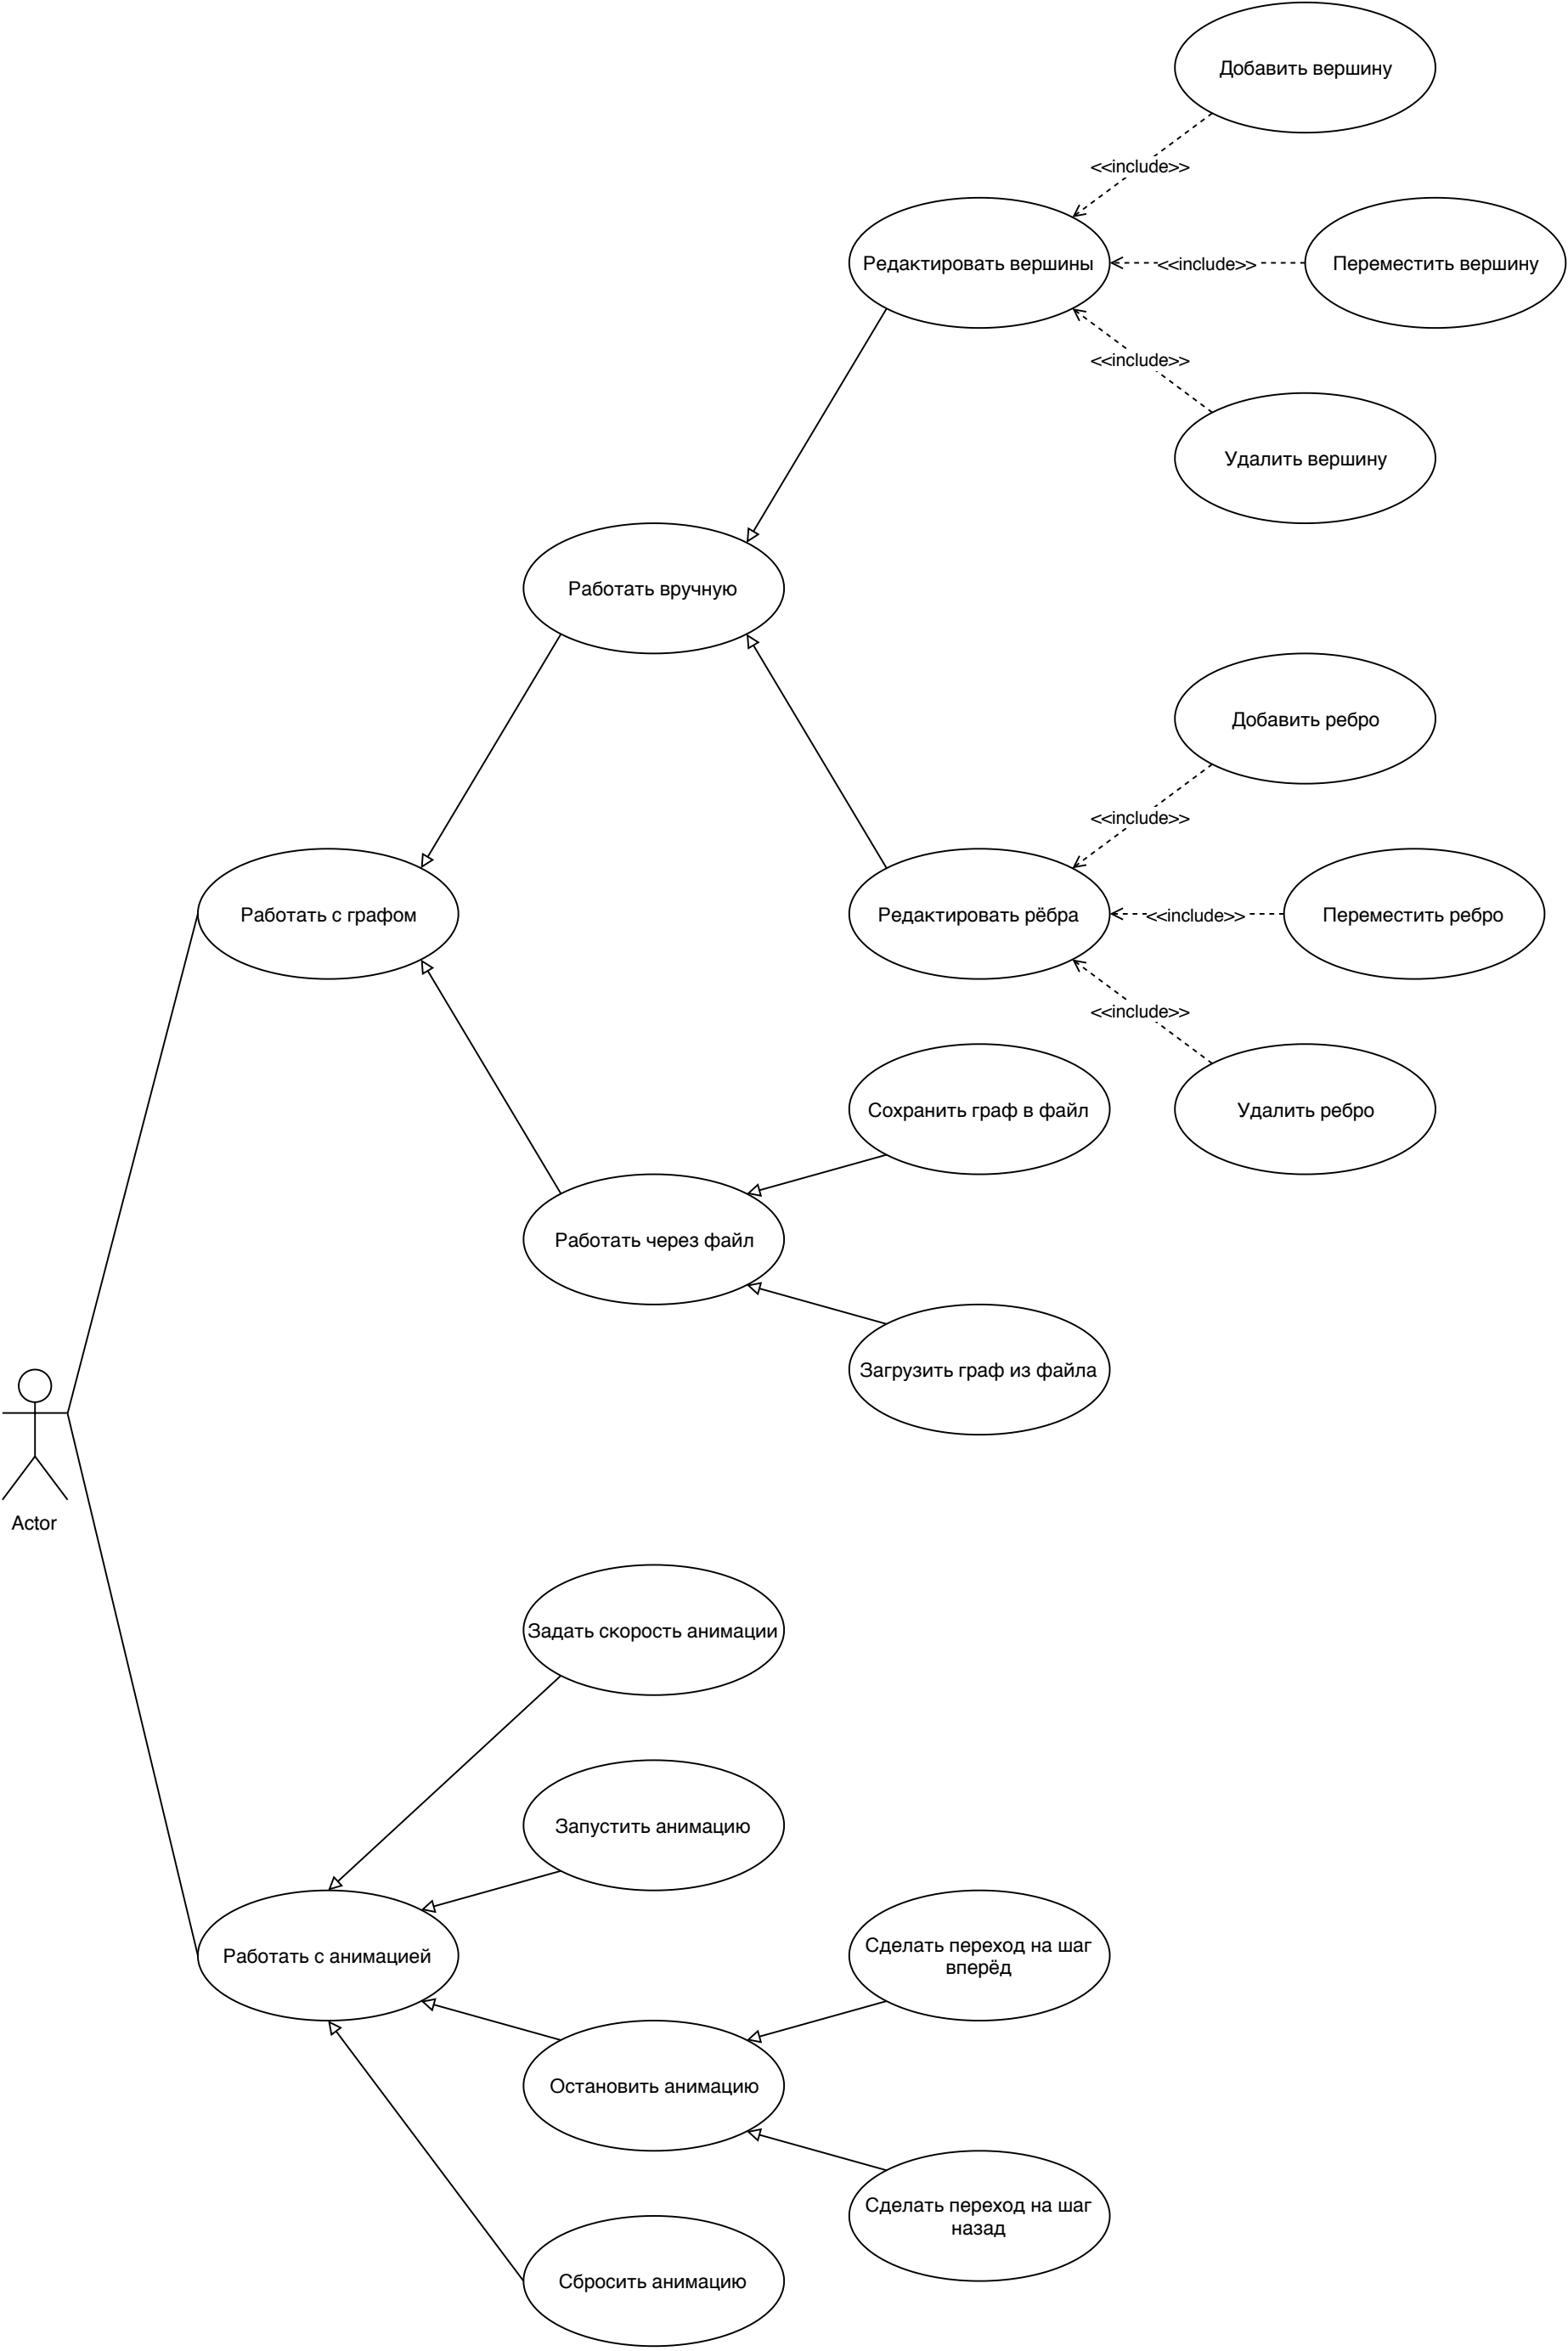 Добавить вершину
<<include>>
Редактировать вершины
<<include>>
Переместить вершину
<<include>>
Удалить вершину
Работать вручную
Добавить ребро
<<include>>
Работать с графом
Редактировать рёбра
<<include>>
Переместить ребро
<<include>>
Сохранить граф в файл
Удалить ребро
Работать через файл
Загрузить граф из файла
Actor
Задать скорость анимации
Запустить анимацию
Работать с анимацией
Сделать переход на шаг
вперёд
Остановить анимацию
Сделать переход на шаг
назад
Сбросить анимацию